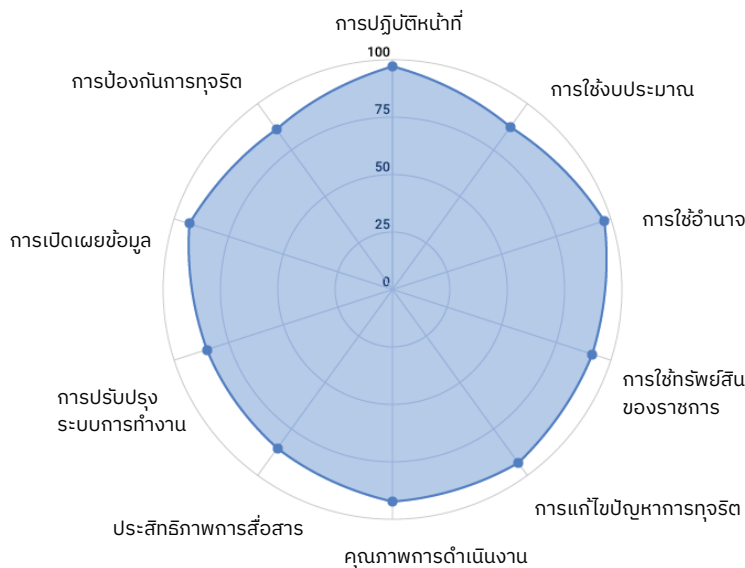 การปฏิบัติหน้าที่
100
การป้องกันการทุจริต
การใช้งบประมาณ
75
50
การใช้อำนาจ
การเปิดเผยข้อมูล
25
0
การใช้ทรัพย์สิน
ของราชการ
การปรับปรุง
ระบบการทำงาน
การแก้ไขปัญหาการทุจริต
ประสิทธิภาพการสื่อสาร
คุณภาพการดำเนินงาน